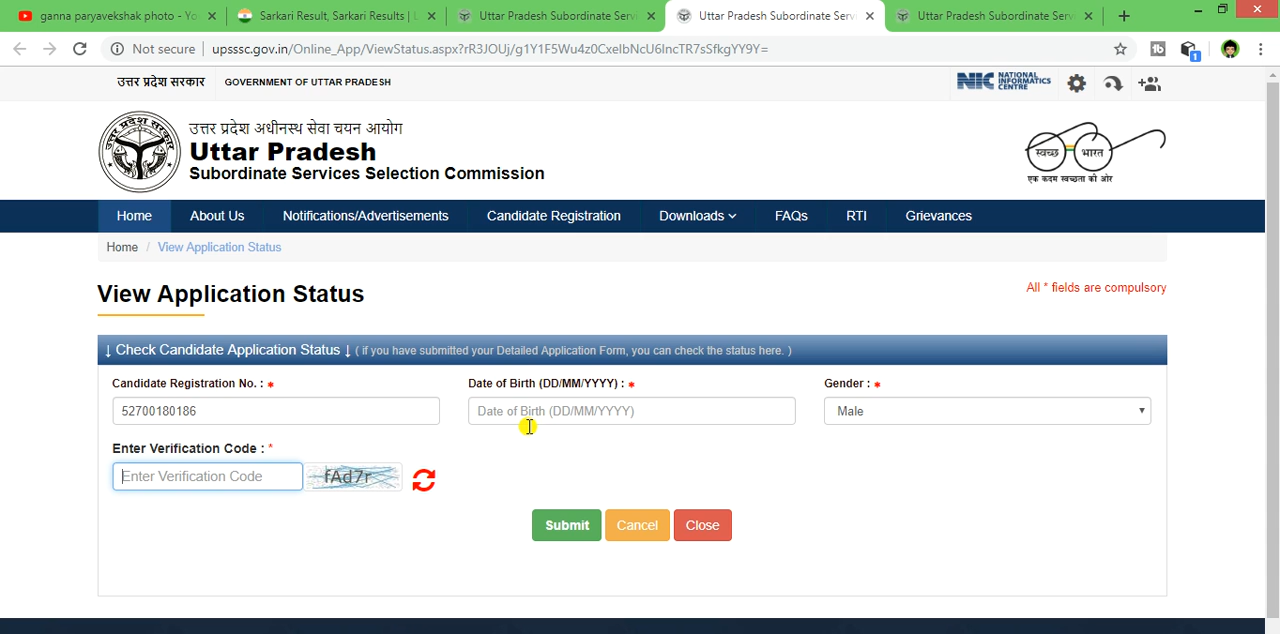 ganna paryavekshak photo - Yo
Sarkari Result, Sarkari Results | L
Uttar Pradesh Subordinate Serv
Uttar Pradesh Subordinate Serv
Uttar Pradesh Subordinate Serv
Not secure | upsssc.gov.in/Online_App/ViewStatus.aspx?rR3JOUj/g1Y1F5Wu4z0CxelbNcU6lncTR7sSfkgYY9Y=
उत्तर प्रदेश सरकार GOVERNMENT OF UTTAR PRADESH
NIC NATIONAL INFORMATICS CENTRE
उत्तर प्रदेश अधीनस्थ सेवा चयन आयोग
Uttar Pradesh
Subordinate Services Selection Commission
स्वच्छ भारत
एक कदम स्वच्छता की ओर
Home About Us Notifications/Advertisements Candidate Registration Downloads FAQs RTI Grievances
Home / View Application Status
View Application Status
All * fields are compulsory
↓ Check Candidate Application Status ↓ ( if you have submitted your Detailed Application Form, you can check the status here. )
Candidate Registration No. : * Date of Birth (DD/MM/YYYY) : * Gender : *
52700180186 Date of Birth (DD/MM/YYYY) Male
Enter Verification Code : *
Enter Verification Code fAd7r
Submit Cancel Close